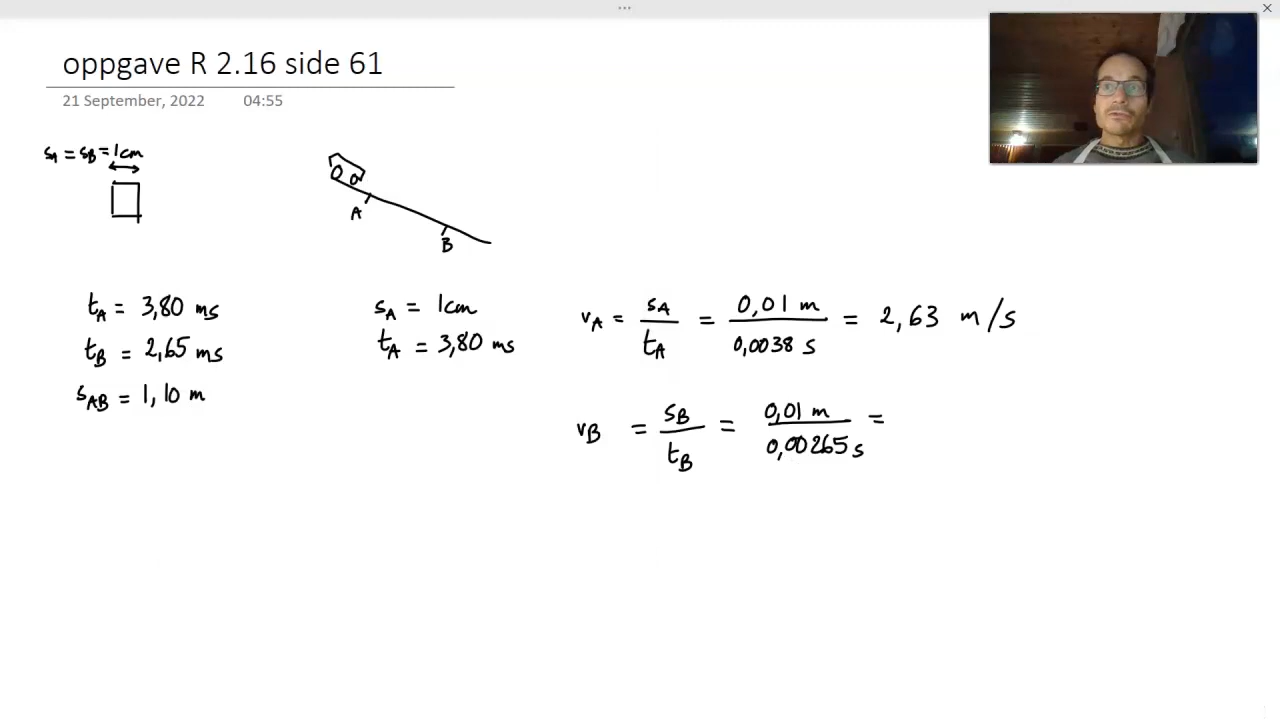 oppgave R 2.16 side 61
21 September, 2022 04:55
sA = sB = 1cm
A
B
tA = 3,80 ms
tB = 2,65 ms
sAB = 1,10 m
sA = 1cm
tA = 3,80 ms
vA = sA / tA = 0,01 m / 0,0038 s = 2,63 m/s
vB = sB / tB = 0,01 m / 0,00265 s =